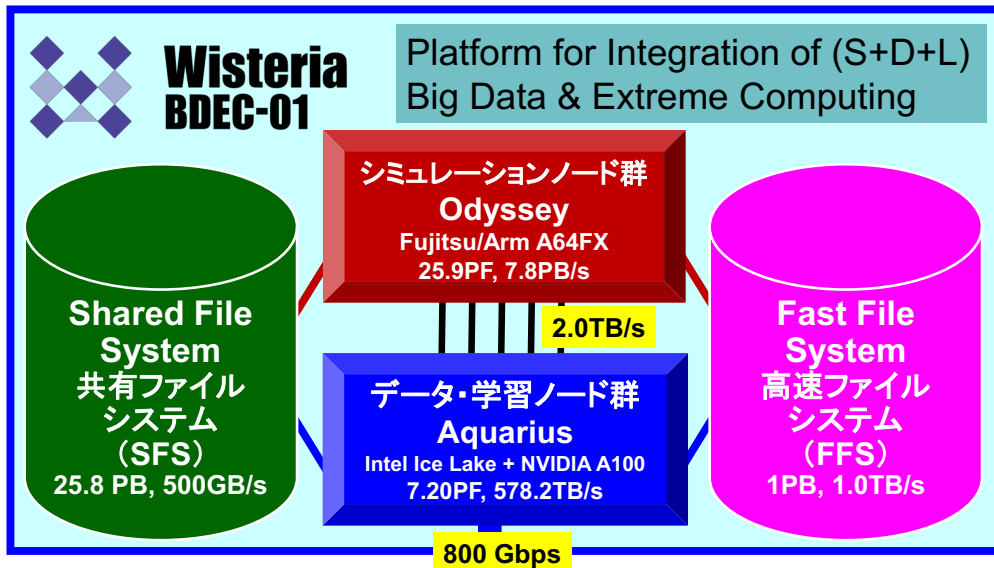 Wisteria
BDEC-01
Platform for Integration of (S+D+L)
Big Data & Extreme Computing
シミュレーションノード群
Odyssey
Fujitsu/Arm A64FX
25.9PF, 7.8PB/s
2.0TB/s
Shared File
System
共有ファイル
システム
(SFS)
25.8 PB, 500GB/s
データ・学習ノード群
Aquarius
Intel Ice Lake + NVIDIA A100
7.20PF, 578.2TB/s
800 Gbps
Fast File
System
高速ファイル
システム
(FFS)
1PB, 1.0TB/s